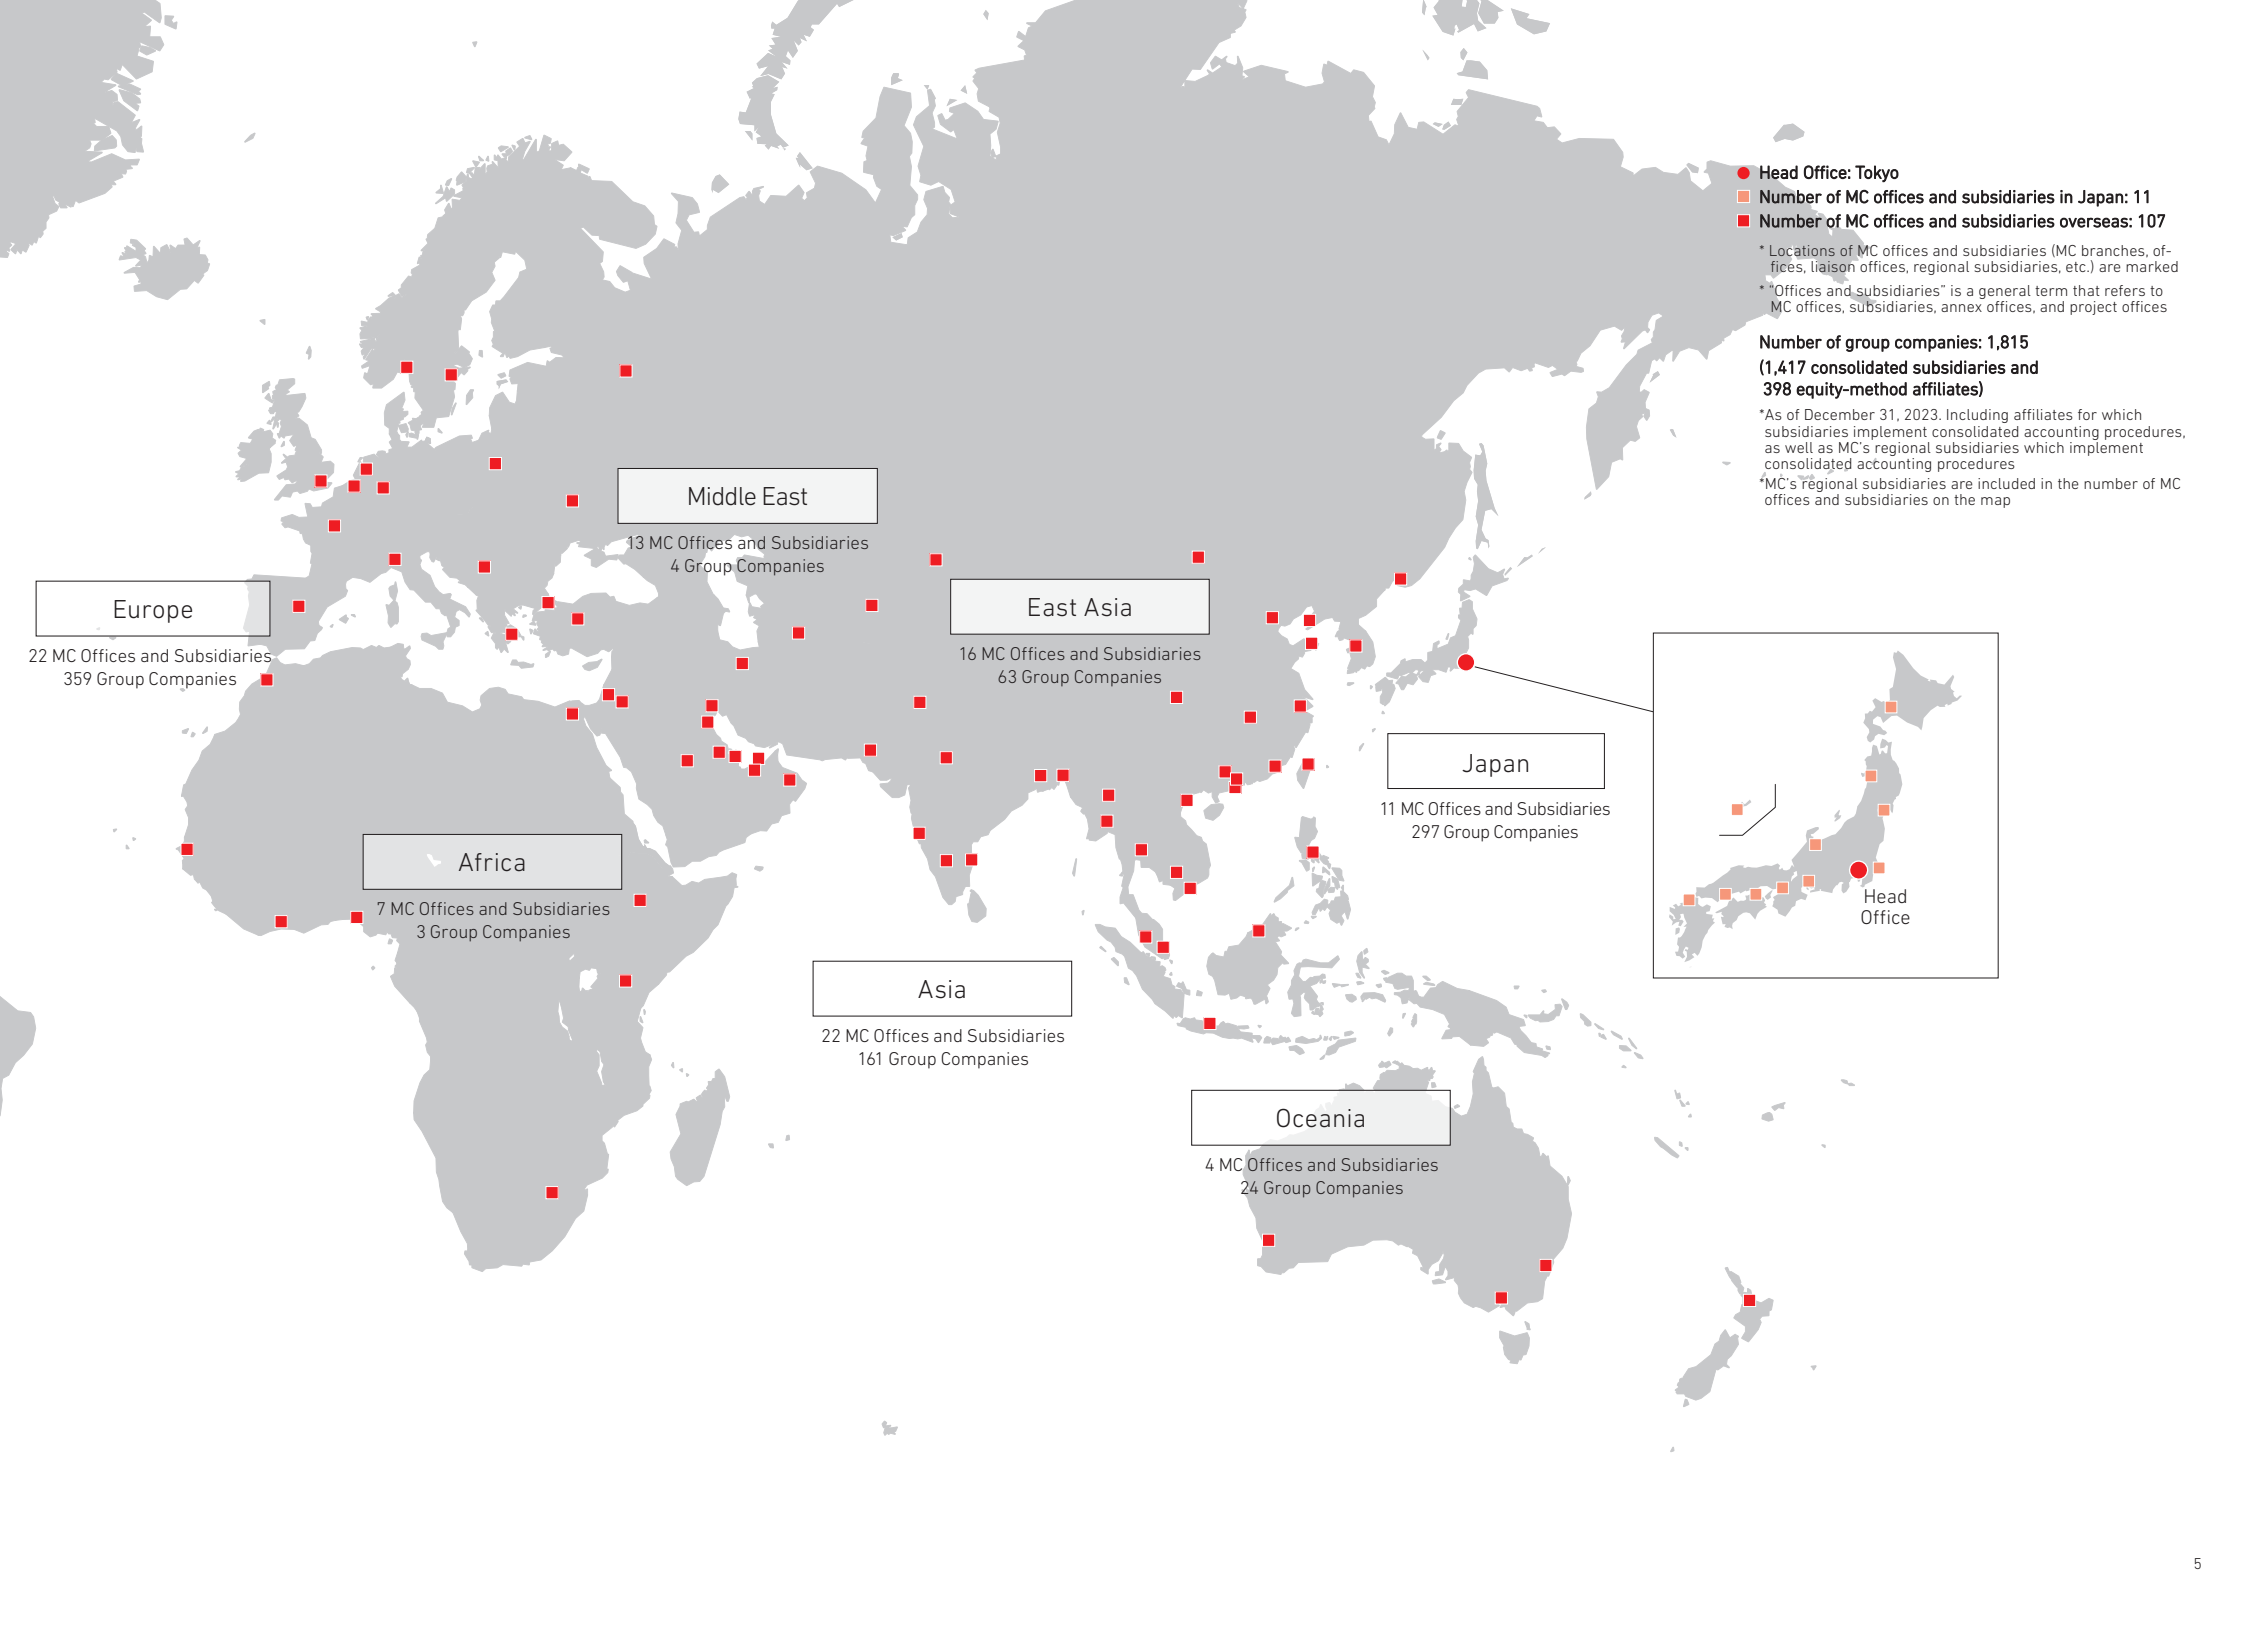 Head Office: Tokyo
Number of MC offices and subsidiaries in Japan: 11
Number of MC offices and subsidiaries overseas: 107
* Locations of MC offices and subsidiaries (MC branches, of-
fices, liaison offices, regional subsidiaries, etc.) are marked
* “Offices and subsidiaries” is a general term that refers to
MC offices, subsidiaries, annex offices, and project offices
Number of group companies: 1,815
(1,417 consolidated subsidiaries and
398 equity-method affiliates)
*As of December 31, 2023. Including affiliates for which
subsidiaries implement consolidated accounting procedures,
as well as MC’s regional subsidiaries which implement
consolidated accounting procedures
*MC’s regional subsidiaries are included in the number of MC
offices and subsidiaries on the map
Middle East
13 MC Offices and Subsidiaries
4 Group Companies
Europe
22 MC Offices and Subsidiaries
359 Group Companies
East Asia
16 MC Offices and Subsidiaries
63 Group Companies
Japan
11 MC Offices and Subsidiaries
297 Group Companies
Head
Office
Africa
7 MC Offices and Subsidiaries
3 Group Companies
Asia
22 MC Offices and Subsidiaries
161 Group Companies
Oceania
4 MC Offices and Subsidiaries
24 Group Companies
5